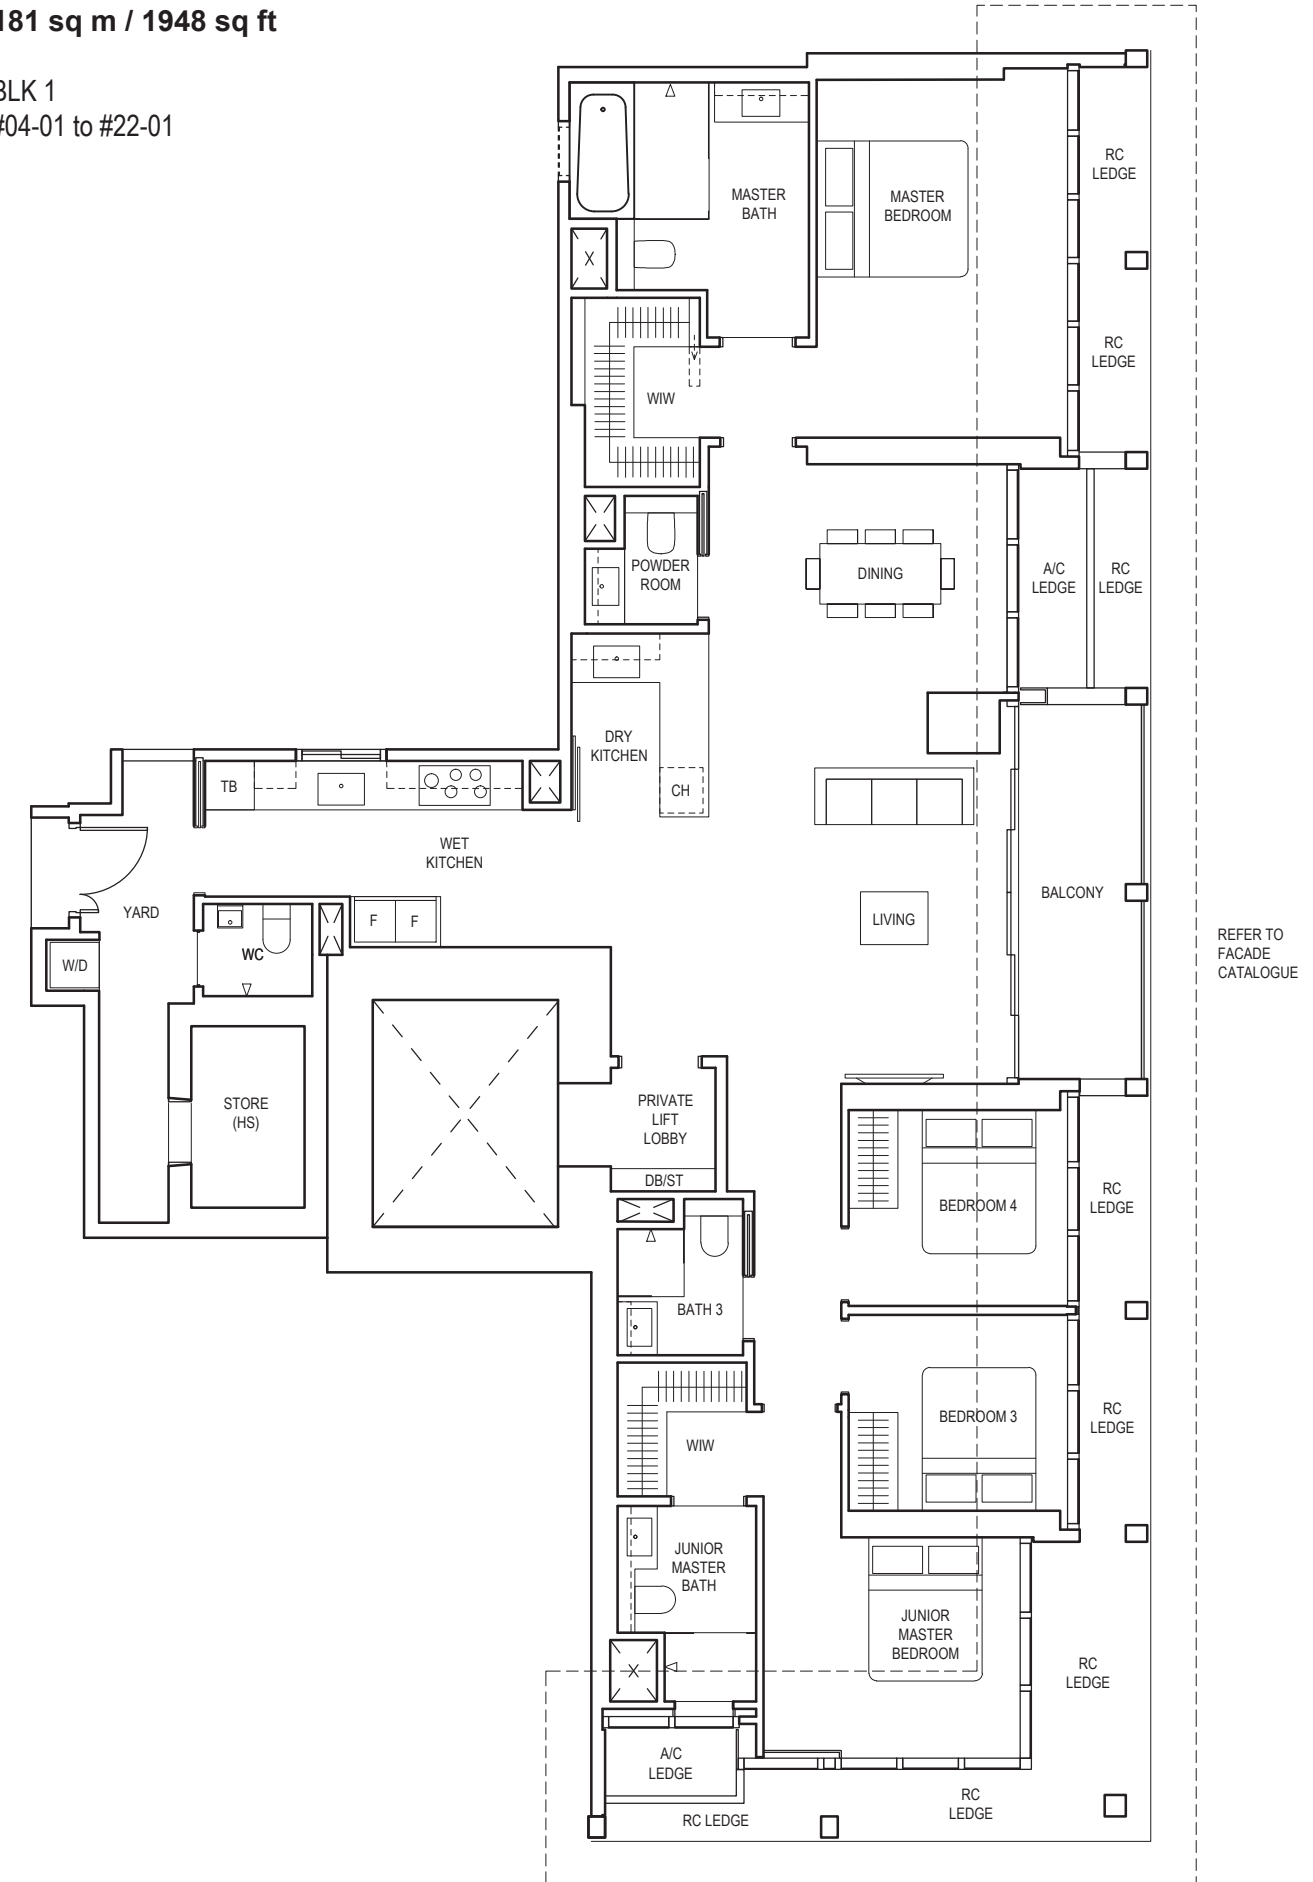 181 sq m / 1948 sq ft
BLK 1
#04-01 to #22-01
RC
LEDGE
MASTER
BATH
MASTER
BEDROOM
X
RC
LEDGE
WIW
POWDER
ROOM
DINING
A/C
LEDGE
RC
LEDGE
DRY
KITCHEN
TB
CH
WET
KITCHEN
BALCONY
YARD
F
F
LIVING
WC
W/D
REFER TO
FACADE
CATALOGUE
STORE
(HS)
PRIVATE
LIFT
LOBBY
DB/ST
BEDROOM 4
RC
LEDGE
BATH 3
BEDROOM 3
RC
LEDGE
WIW
JUNIOR
MASTER
BATH
JUNIOR
MASTER
BEDROOM
X
RC
LEDGE
A/C
LEDGE
RC LEDGE
RC
LEDGE